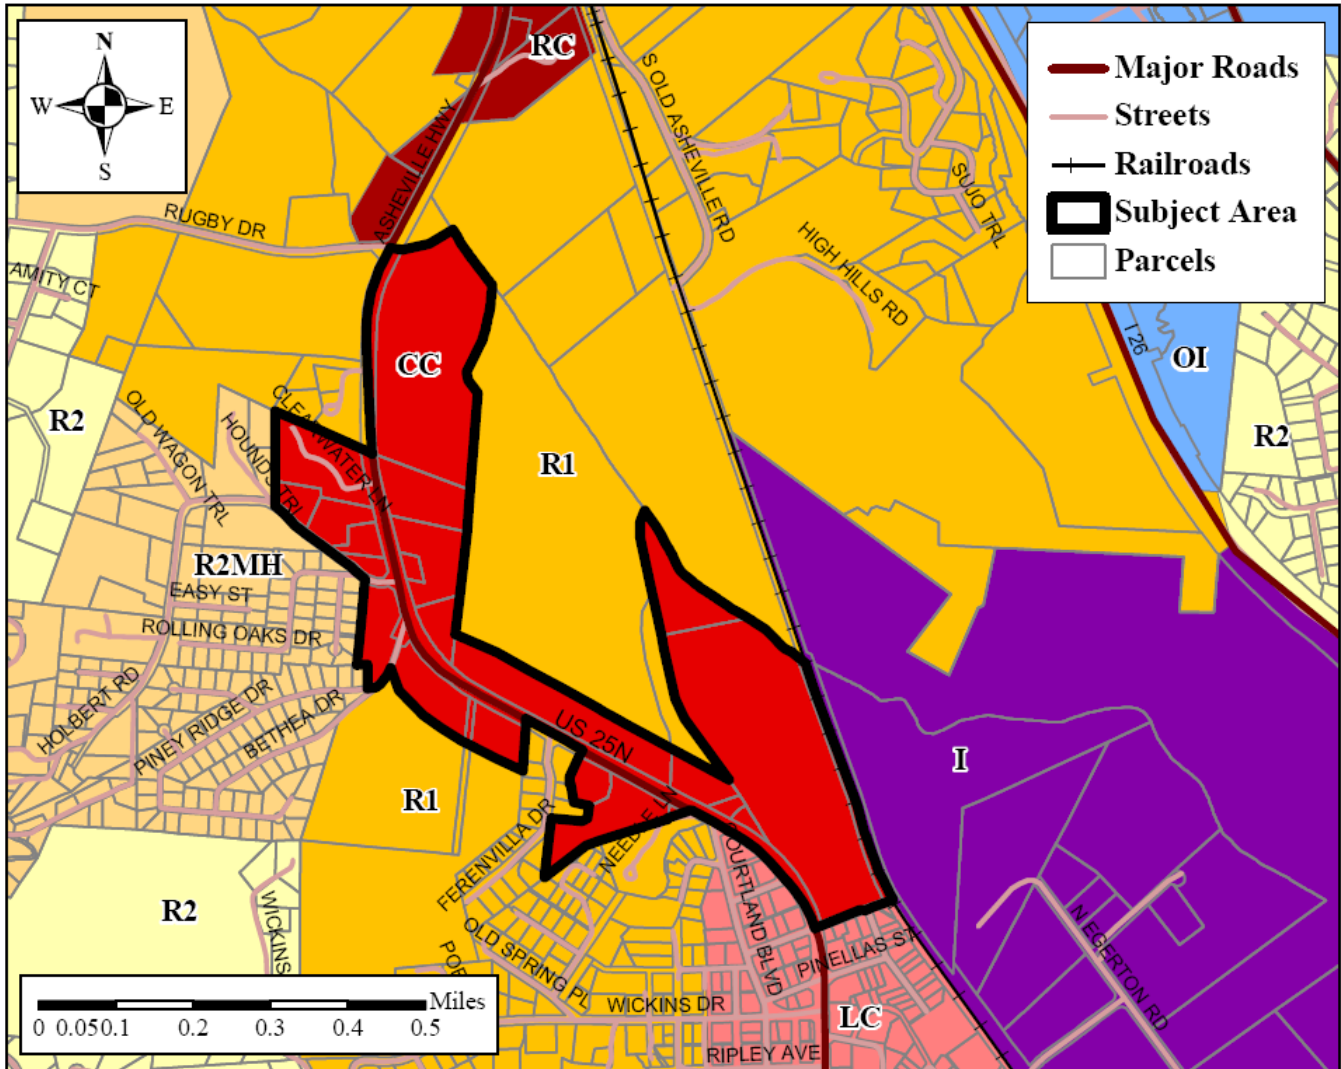 N
W E
S
Major Roads
Streets
Railroads
Subject Area
Parcels
RC
ASHEVILLE HWY
S OLD ASHEVILLE RD
SUJO TRL
RUGBY DR
HIGH HILLS RD
AMITY CT
I 26
OI
CC
R2
CLEARWATER LN
OLD WAGON TRL
HOUNDS TRL
R1
R2
R2MH
EASY ST
ROLLING OAKS DR
HOLBERT RD
PINEY RIDGE DR
BETHEA DR
US 25N
I
R1
FERENVILLA DR
NEEDLE LN
COURTLAND BLVD
R2
WICKINS
OLD SPRING PL
PINELLAS ST
N EGERTON RD
POP
WICKINS DR
LC
RIPLEY AVE
Miles
0 0.05 0.1 0.2 0.3 0.4 0.5